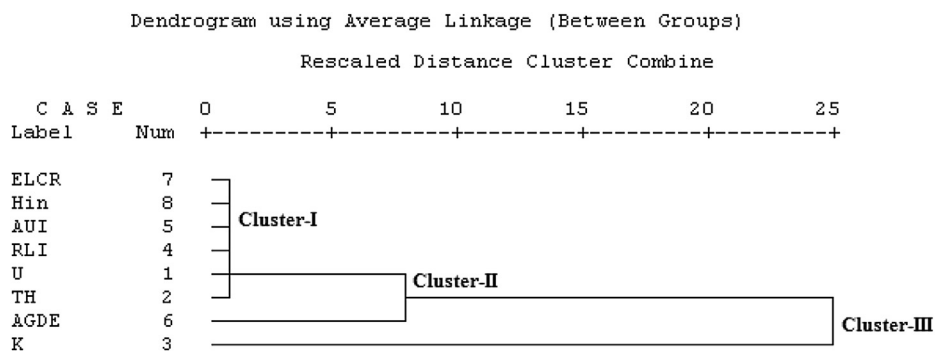 Dendrogram using Average Linkage (Between Groups)
Rescaled Distance Cluster Combine
C A S E 0 5 10 15 20 25
Label Num +---------+---------+---------+---------+---------+
ELCR 7
Hin 8
Cluster-I
AUI 5
RLI 4
U 1
Cluster-II
TH 2
AGDE 6
Cluster-III
K 3